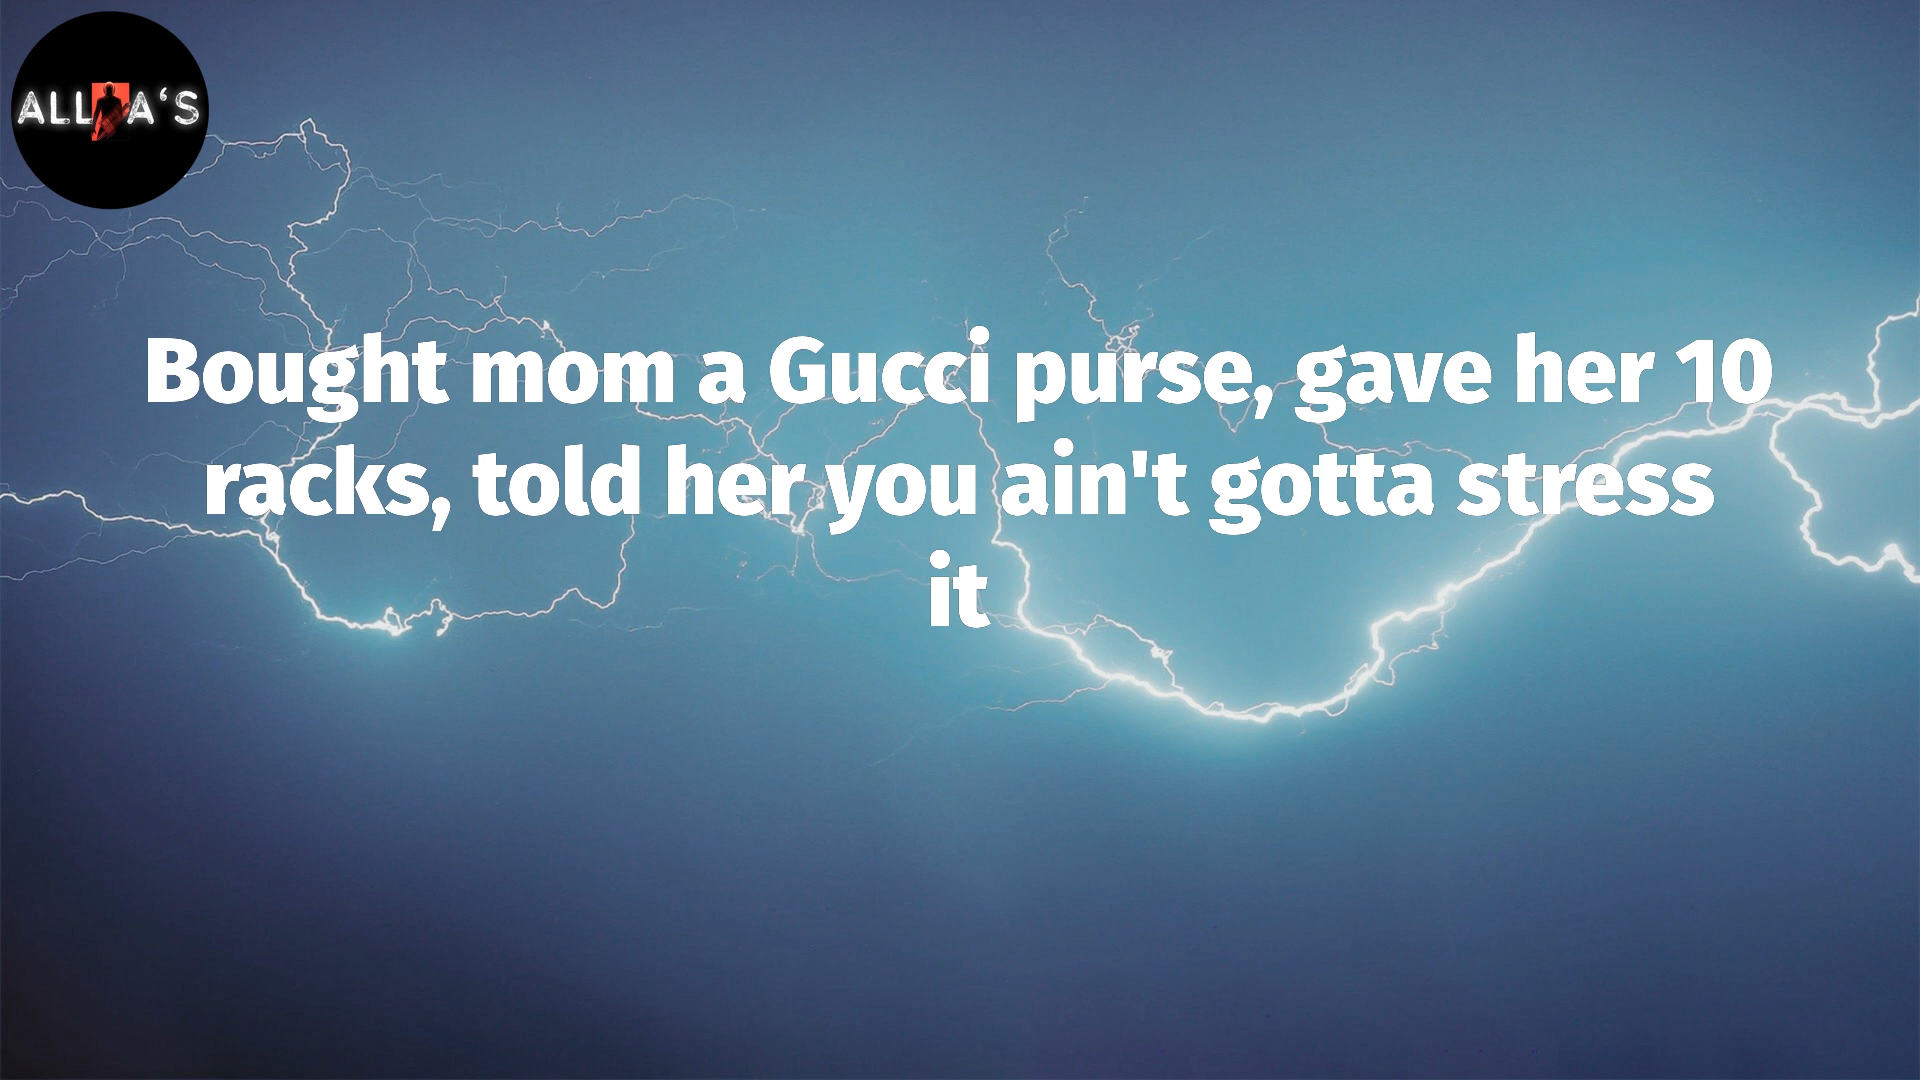 ALL A'S
Bought mom a Gucci purse, gave her 10
racks, told her you ain't gotta stress
it